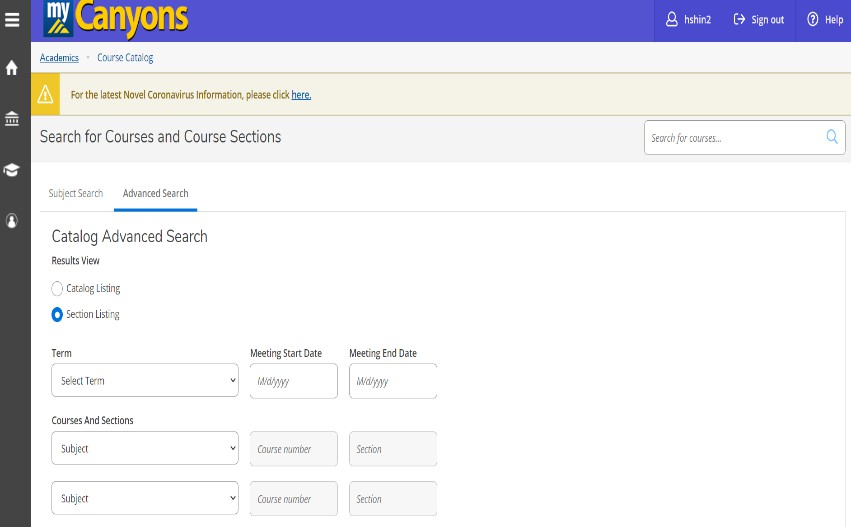 my Canyons
hshin2 Sign out Help
Academics Course Catalog
For the latest Novel Coronavirus Information, please click here.
Search for Courses and Course Sections
Search for courses...
Subject Search Advanced Search
Catalog Advanced Search
Results View
Catalog Listing
Section Listing
Term Meeting Start Date Meeting End Date
Select Term M/d/yyyy M/d/yyyy
Courses And Sections
Subject Course number Section
Subject Course number Section